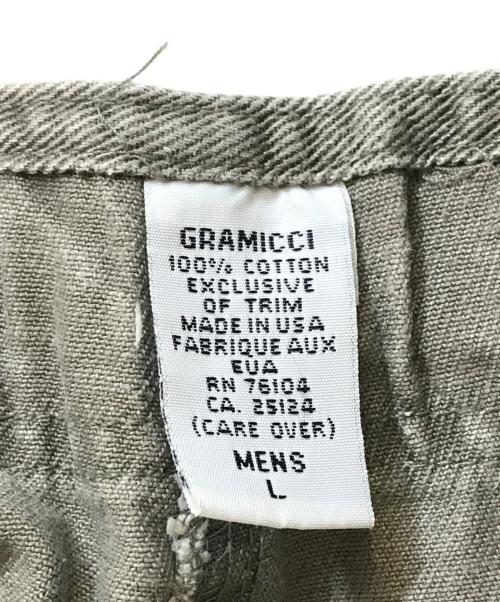 GRAMICCI
100% COTTON
EXCLUSIVE
OF TRIM
MADE IN USA
FABRIQUE AUX
EUA
RN 76104
CA. 25124
(CARE OVER)
MENS
L